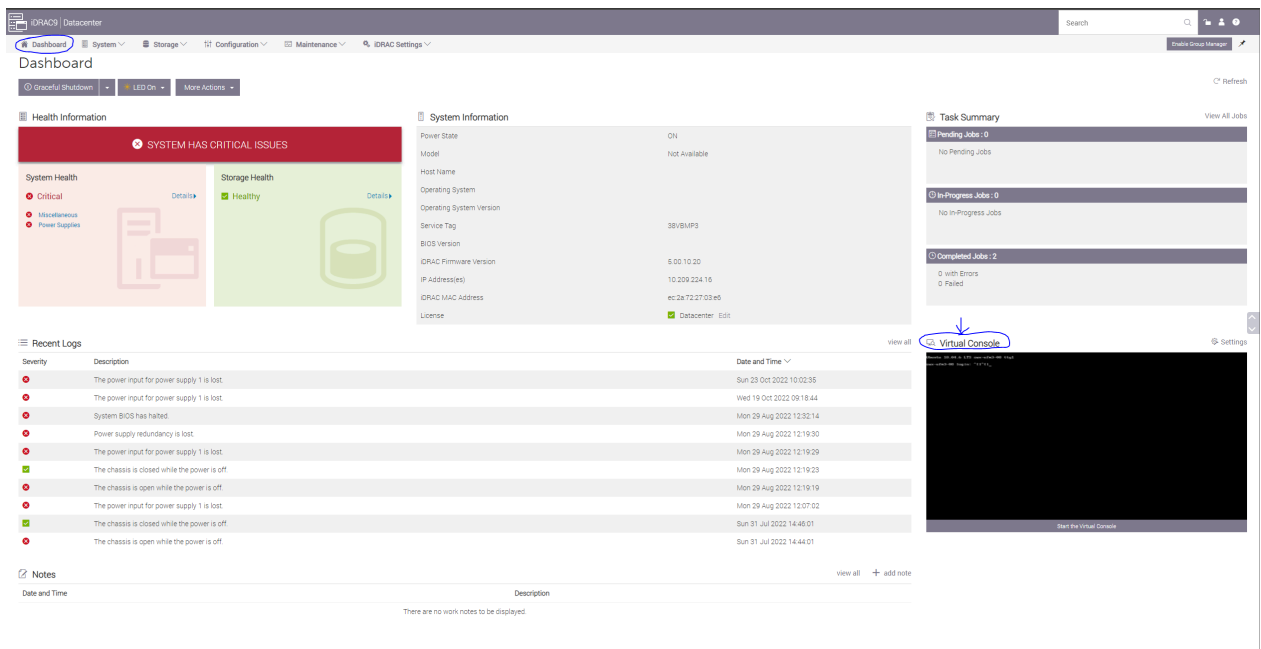 iDRAC9 | Datacenter
Search
Dashboard System Storage Configuration Maintenance iDRAC Settings
Enable Group Manager
Dashboard
Graceful Shutdown LED On More Actions
Refresh
Health Information
SYSTEM HAS CRITICAL ISSUES
System Health
Critical Details
Miscellaneous
Power Supplies
Storage Health
Healthy Details
System Information
Power State ON
Model Not Available
Host Name
Operating System
Operating System Version
Service Tag 38VBMP3
BIOS Version
iDRAC Firmware Version 5.00.10.20
IP Address(es) 10.209.224.16
iDRAC MAC Address ec:2a:72:27:03:e6
License Datacenter Edit
Task Summary View All Jobs
Pending Jobs : 0
No Pending Jobs
In-Progress Jobs : 0
No In-Progress Jobs
Completed Jobs : 2
0 with Errors
0 Failed
Recent Logs view all
Severity Description Date and Time
The power input for power supply 1 is lost. Sun 23 Oct 2022 10:02:35
The power input for power supply 1 is lost. Wed 19 Oct 2022 09:18:44
System BIOS has halted. Mon 29 Aug 2022 12:32:14
Power supply redundancy is lost. Mon 29 Aug 2022 12:19:30
The power input for power supply 1 is lost. Mon 29 Aug 2022 12:19:29
The chassis is closed while the power is off. Mon 29 Aug 2022 12:19:23
The chassis is open while the power is off. Mon 29 Aug 2022 12:19:19
The power input for power supply 1 is lost. Mon 29 Aug 2022 12:07:02
The chassis is closed while the power is off. Sun 31 Jul 2022 14:46:01
The chassis is open while the power is off. Sun 31 Jul 2022 14:44:01
Virtual Console Settings
Start the Virtual Console
Notes view all + add note
Date and Time Description
There are no work notes to be displayed.